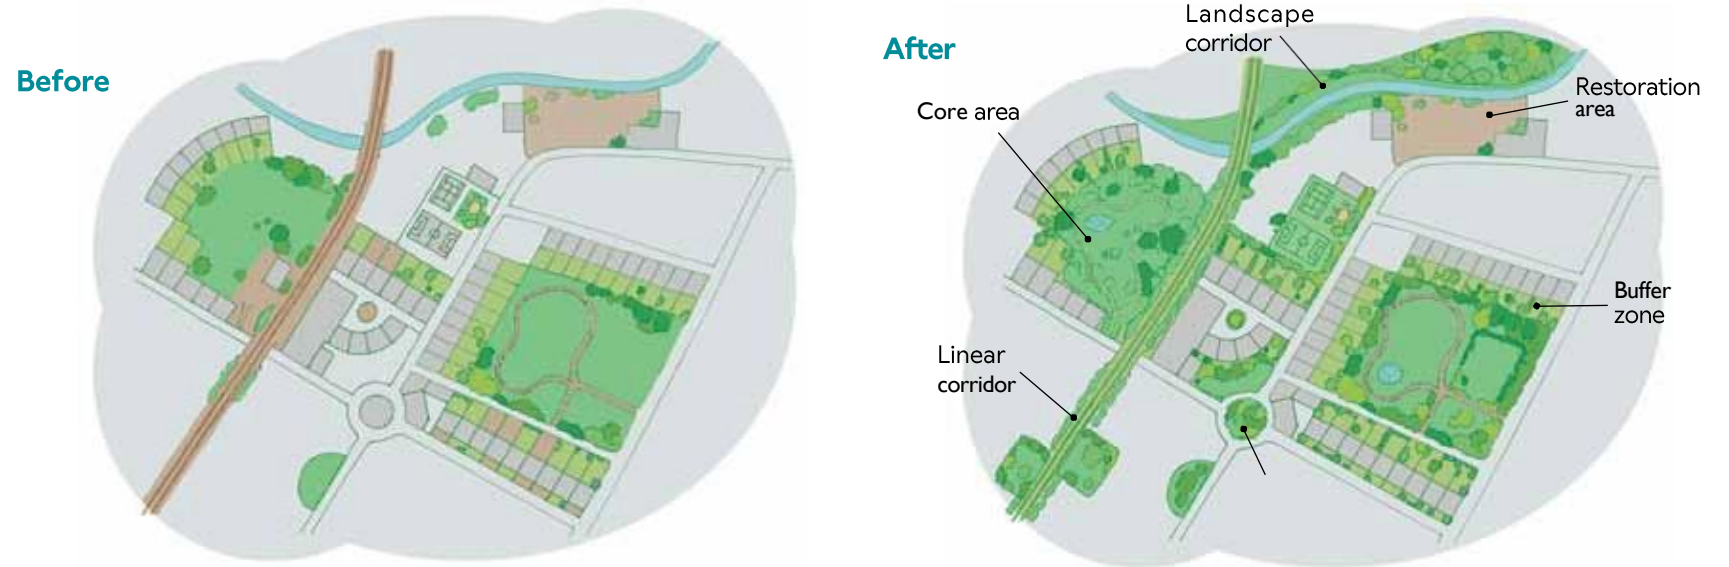 Before
After
Landscape
corridor
Core area
Restoration
area
Buffer
zone
Linear
corridor